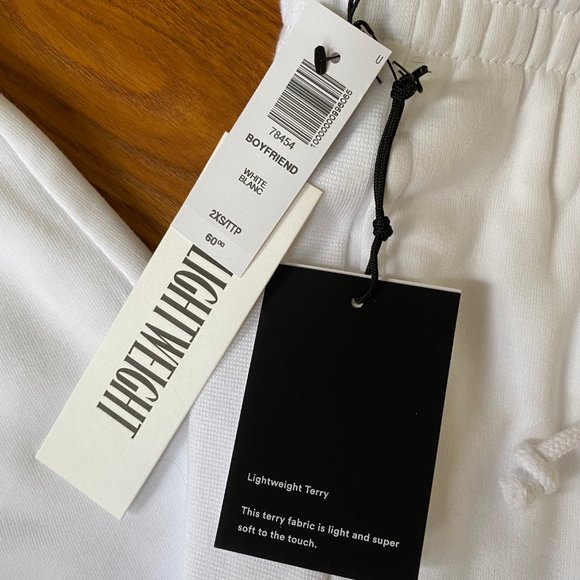 U
1000000996065
78454
BOYFRIEND
WHITE
BLANC
2XS/TTP
60.00
LIGHTWEIGHT
Lightweight Terry
This terry fabric is light and super
soft to the touch.